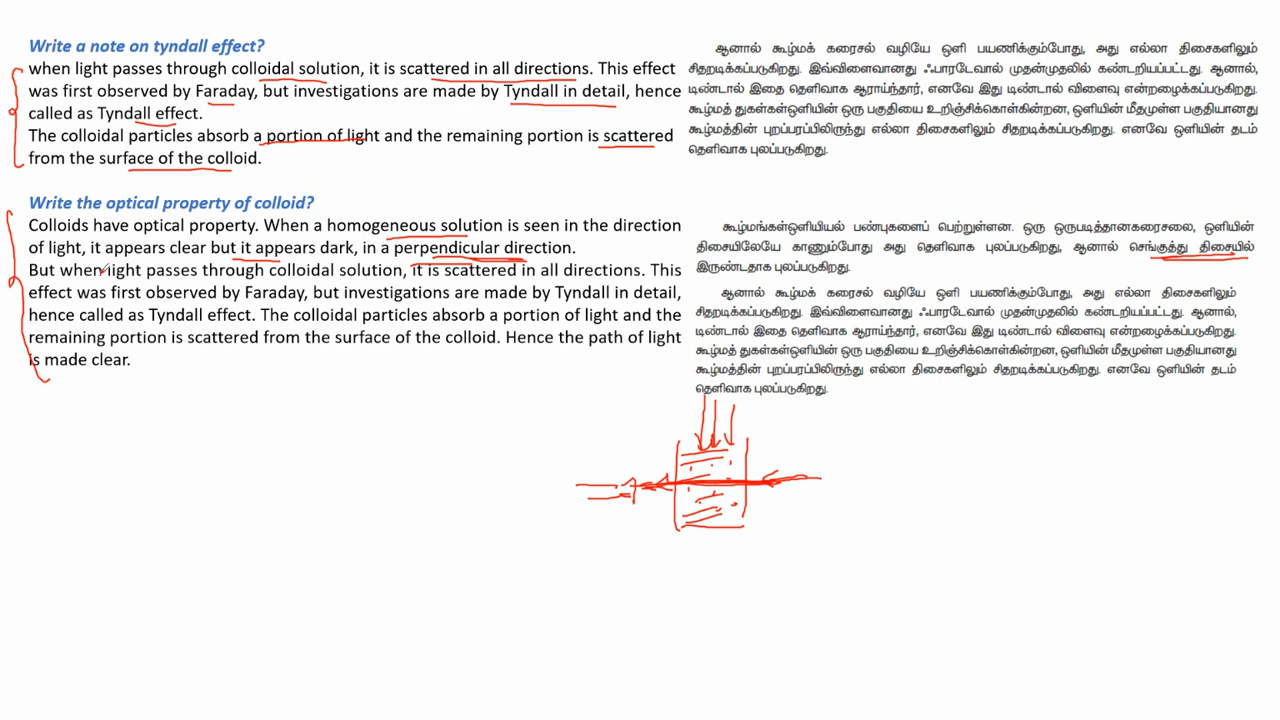 Write a note on tyndall effect?
when light passes through colloidal solution, it is scattered in all directions. This effect
was first observed by Faraday, but investigations are made by Tyndall in detail, hence
called as Tyndall effect.
The colloidal particles absorb a portion of light and the remaining portion is scattered
from the surface of the colloid.
ஆனால் கூழ்மக் கரைசல் வழியே ஒளி பயணிக்கும்போது, அது எல்லா திசைகளிலும்
சிதறடிக்கப்படுகிறது. இவ்விளைவானது ஃபாரடேவால் முதன்முதலில் கண்டறியப்பட்டது. ஆனால்,
டிண்டால் இதை தெளிவாக ஆராய்ந்தார், எனவே இது டிண்டால் விளைவு என்றழைக்கப்படுகிறது.
கூழ்மத் துகள்கள்ஒளியின் ஒரு பகுதியை உறிஞ்சிக்கொள்கின்றன, ஒளியின் மீதமுள்ள பகுதியானது
கூழ்மத்தின் புறப்பரப்பிலிருந்து எல்லா திசைகளிலும் சிதறடிக்கப்படுகிறது. எனவே ஒளியின் தடம்
தெளிவாக புலப்படுகிறது.
Write the optical property of colloid?
Colloids have optical property. When a homogeneous solution is seen in the direction
of light, it appears clear but it appears dark, in a perpendicular direction.
But when light passes through colloidal solution, it is scattered in all directions. This
effect was first observed by Faraday, but investigations are made by Tyndall in detail,
hence called as Tyndall effect. The colloidal particles absorb a portion of light and the
remaining portion is scattered from the surface of the colloid. Hence the path of light
is made clear.
கூழ்மங்கள்ஒளியியல் பண்புகளைப் பெற்றுள்ளன. ஒரு ஒருபடித்தானகரைசலை, ஒளியின்
திசையிலேயே காணும்போது அது தெளிவாக புலப்படுகிறது, ஆனால் செங்குத்து திசையில்
இருண்டதாக புலப்படுகிறது.
ஆனால் கூழ்மக் கரைசல் வழியே ஒளி பயணிக்கும்போது, அது எல்லா திசைகளிலும்
சிதறடிக்கப்படுகிறது. இவ்விளைவானது ஃபாரடேவால் முதன்முதலில் கண்டறியப்பட்டது. ஆனால்,
டிண்டால் இதை தெளிவாக ஆராய்ந்தார், எனவே இது டிண்டால் விளைவு என்றழைக்கப்படுகிறது.
கூழ்மத் துகள்கள்ஒளியின் ஒரு பகுதியை உறிஞ்சிக்கொள்கின்றன, ஒளியின் மீதமுள்ள பகுதியானது
கூழ்மத்தின் புறப்பரப்பிலிருந்து எல்லா திசைகளிலும் சிதறடிக்கப்படுகிறது. எனவே ஒளியின் தடம்
தெளிவாக புலப்படுகிறது.